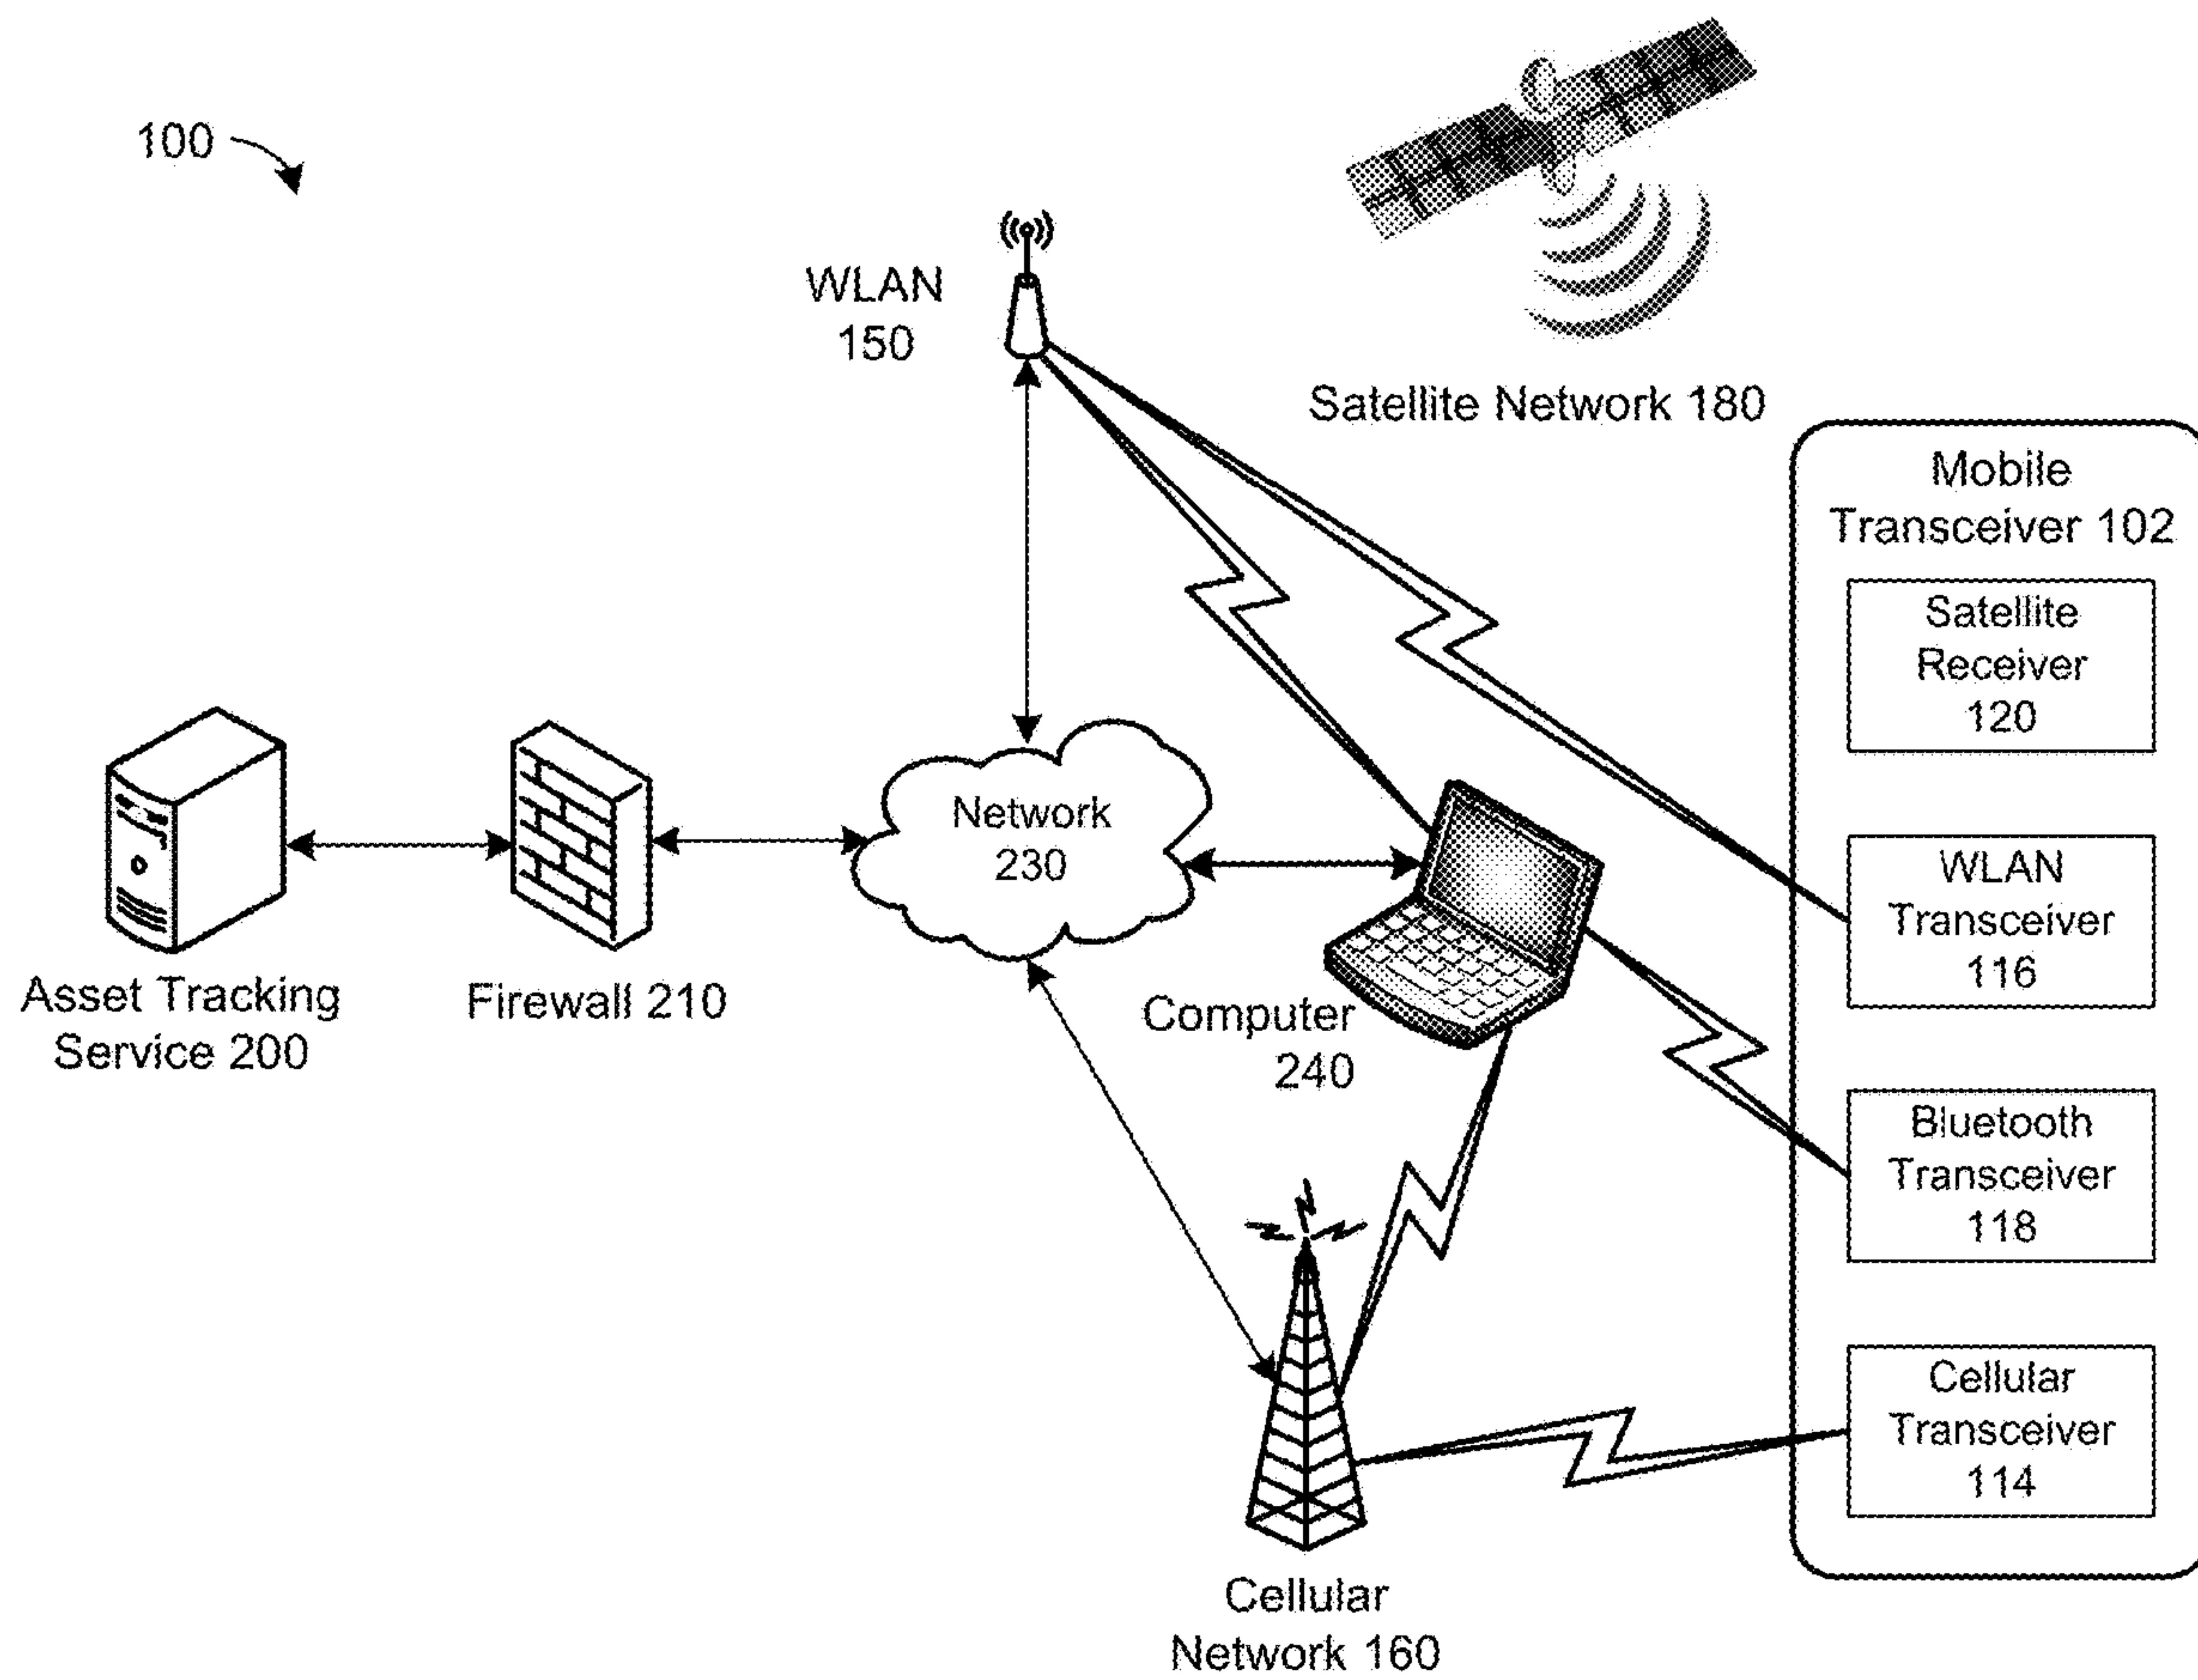 100
WLAN
150
Satellite Network 180
Mobile
Transceiver 102
Satellite
Receiver
120
Network
230
WLAN
Transceiver
116
Asset Tracking
Service 200
Firewall 210
Computer
240
Bluetooth
Transceiver
118
Cellular
Transceiver
114
Cellular
Network 160